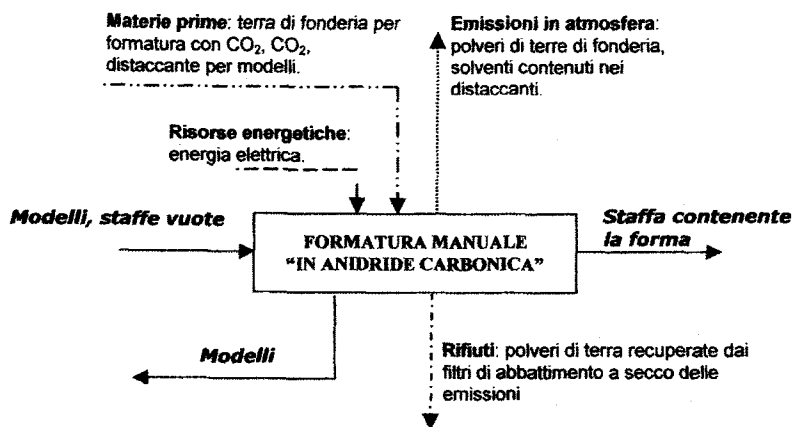 Materie prime: terra di fonderia per
formatura con CO2, CO2,
distaccante per modelli.
Emissioni in atmosfera:
polveri di terre di fonderia,
solventi contenuti nei
distaccanti.
Risorse energetiche:
energia elettrica.
Modelli, staffe vuote
FORMATURA MANUALE
“IN ANIDRIDE CARBONICA”
Staffa contenente
la forma
Modelli
Rifiuti: polveri di terra recuperate dai
filtri di abbattimento a secco delle
emissioni